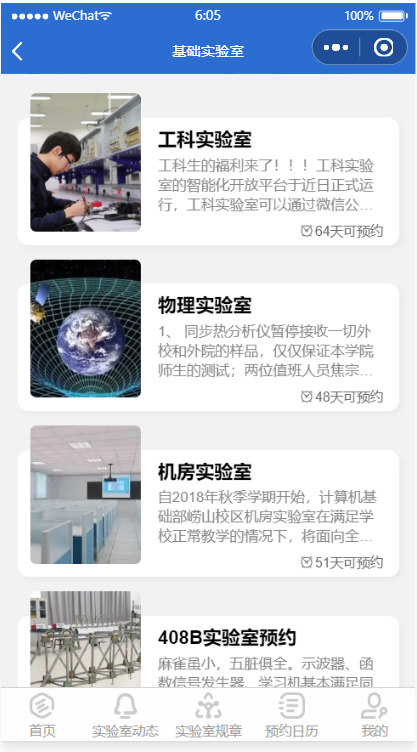 WeChat 6:05 100%
基础实验室
工科实验室
工科生的福利来了！！！工科实验
室的智能化开放平台于近日正式运
行，工科实验室可以通过微信公...
64天可预约
物理实验室
1、 同步热分析仪暂停接收一切外
校和外院的样品，仅仅保证本学院
师生的测试；两位值班人员焦宗...
48天可预约
机房实验室
自2018年秋季学期开始，计算机基
础部崂山校区机房实验室在满足学
校正常教学的情况下，将面向全...
51天可预约
408B实验室预约
麻雀虽小，五脏俱全。示波器、函
数信号发生器、学习机基本满足同
首页 实验室动态 实验室规章 预约日历 我的